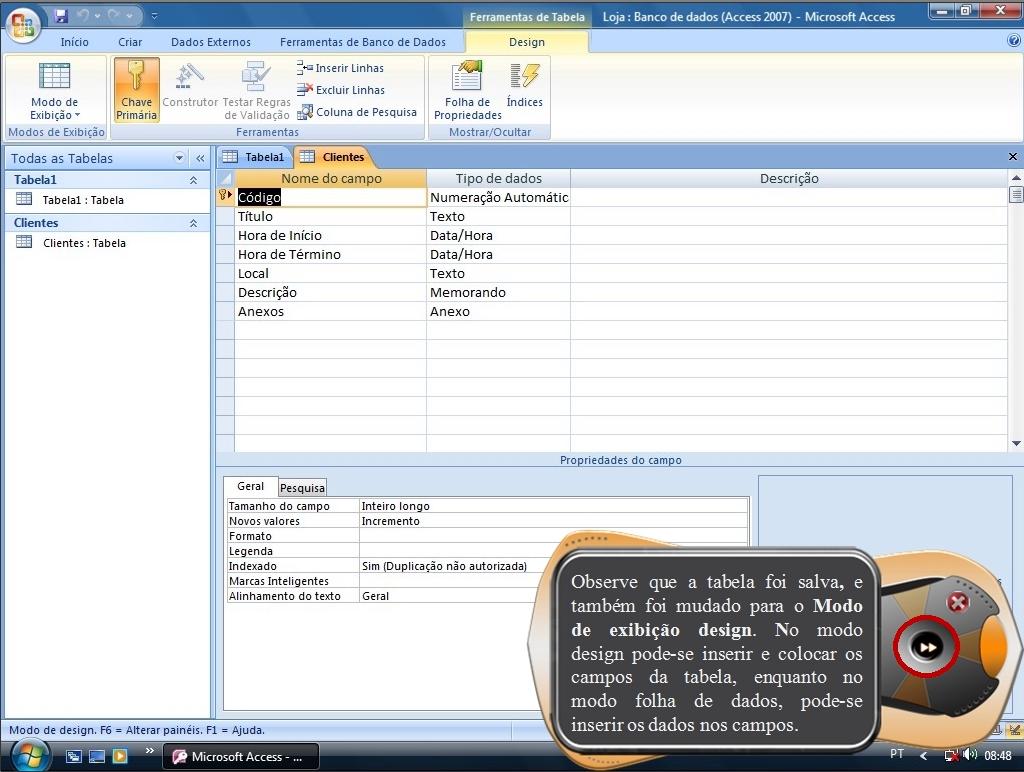 Ferramentas de Tabela
Loja : Banco de dados (Access 2007) - Microsoft Access
Início
Criar
Dados Externos
Ferramentas de Banco de Dados
Design
Modo de Exibição
Chave Primária
Construtor
Testar Regras de Validação
Inserir Linhas
Excluir Linhas
Coluna de Pesquisa
Folha de Propriedades
Índices
Modos de Exibição
Ferramentas
Mostrar/Ocultar
Todas as Tabelas
Tabela1
Tabela1 : Tabela
Clientes
Clientes : Tabela
Tabela1
Clientes
Nome do campo Tipo de dados Descrição
Código Numeração Automátic
Título Texto
Hora de Início Data/Hora
Hora de Término Data/Hora
Local Texto
Descrição Memorando
Anexos Anexo
Propriedades do campo
Geral Pesquisa
Tamanho do campo Inteiro longo
Novos valores Incremento
Formato
Legenda
Indexado Sim (Duplicação não autorizada)
Marcas Inteligentes
Alinhamento do texto Geral
Observe que a tabela foi salva, e
também foi mudado para o Modo
de exibição design. No modo
design pode-se inserir e colocar os
campos da tabela, enquanto no
modo folha de dados, pode-se
inserir os dados nos campos.
Modo de design. F6 = Alterar painéis. F1 = Ajuda.
Microsoft Access - ...
PT
08:48